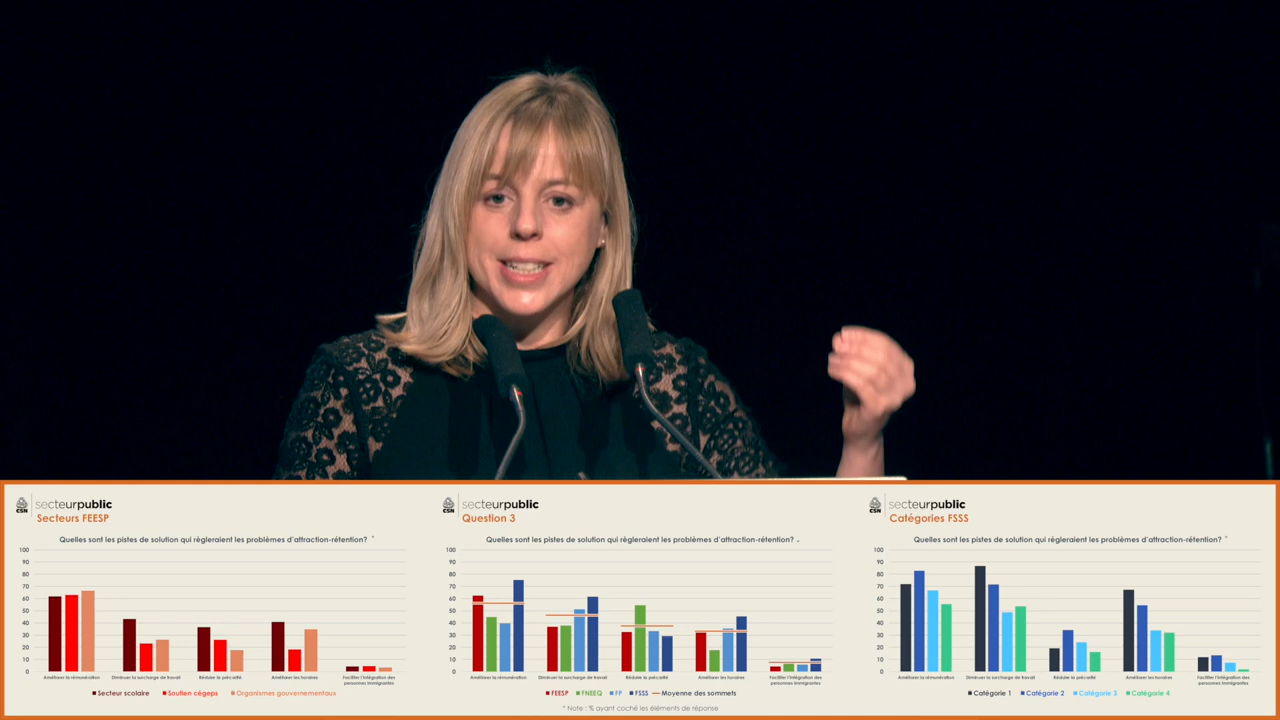 CSN
secteurpublic
Secteurs FEESP
Quelles sont les pistes de solution qui règleraient les problèmes d'attraction-rétention? *
100
90
80
70
60
50
40
30
20
10
0
Améliorer la rémunération
Diminuer la surcharge de travail
Réduire la précarité
Améliorer les horaires
Faciliter l'intégration des
personnes immigrantes
Secteur scolaire
Soutien cégeps
Organismes gouvernementaux
CSN
secteurpublic
Question 3
Quelles sont les pistes de solution qui règleraient les problèmes d'attraction-rétention? *
100
90
80
70
60
50
40
30
20
10
0
Améliorer la rémunération
Diminuer la surcharge de travail
Réduire la précarité
Améliorer les horaires
Faciliter l'intégration des
personnes immigrantes
FEESP
FNEEQ
FP
FSSS
Moyenne des sommets
* Note : % ayant coché les éléments de réponse
CSN
secteurpublic
Catégories FSSS
Quelles sont les pistes de solution qui règleraient les problèmes d'attraction-rétention? *
100
90
80
70
60
50
40
30
20
10
0
Améliorer la rémunération
Diminuer la surcharge de travail
Réduire la précarité
Améliorer les horaires
Faciliter l'intégration des
personnes immigrantes
Catégorie 1
Catégorie 2
Catégorie 3
Catégorie 4